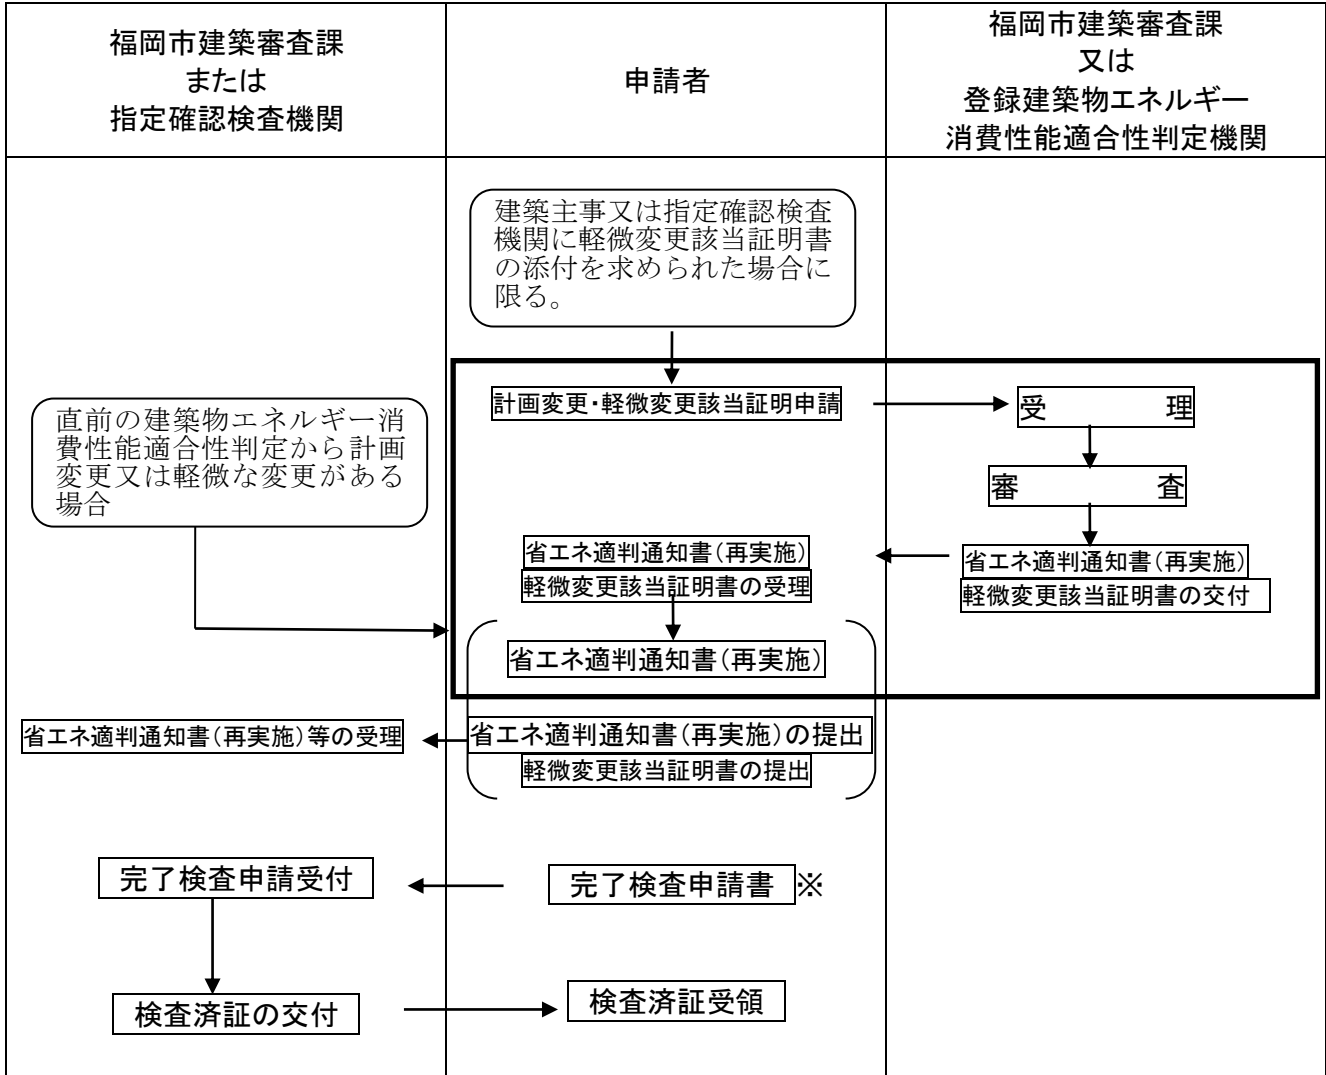 福岡市建築審査課
または
指定確認検査機関
申請者
福岡市建築審査課
又は
登録建築物エネルギー
消費性能適合性判定機関
建築主事又は指定確認検査
機関に軽微変更該当証明書
の添付を求められた場合に
限る。
計画変更・軽微変更該当証明申請
受 理
直前の建築物エネルギー消
費性能適合性判定から計画
変更又は軽微な変更がある
場合
審 査
省エネ適判通知書(再実施)
軽微変更該当証明書の受理
省エネ適判通知書(再実施)
軽微変更該当証明書の交付
省エネ適判通知書(再実施)
省エネ適判通知書(再実施)等の受理
省エネ適判通知書(再実施)の提出
軽微変更該当証明書の提出
完了検査申請受付
完了検査申請書※
検査済証の交付
検査済証受領